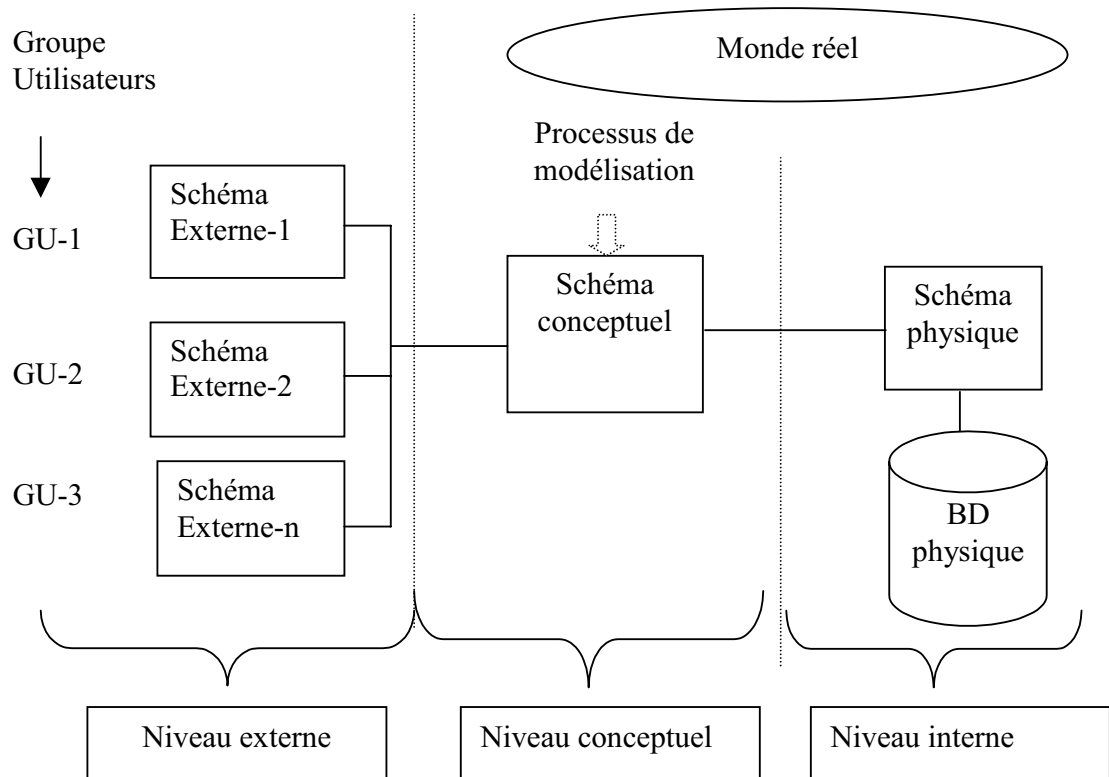 Groupe
Utilisateurs
Monde réel
Processus de
modélisation
GU-1
Schéma
Externe-1
GU-2
Schéma
Externe-2
GU-3
Schéma
Externe-n
Schéma
conceptuel
Schéma
physique
BD
physique
Niveau externe
Niveau conceptuel
Niveau interne